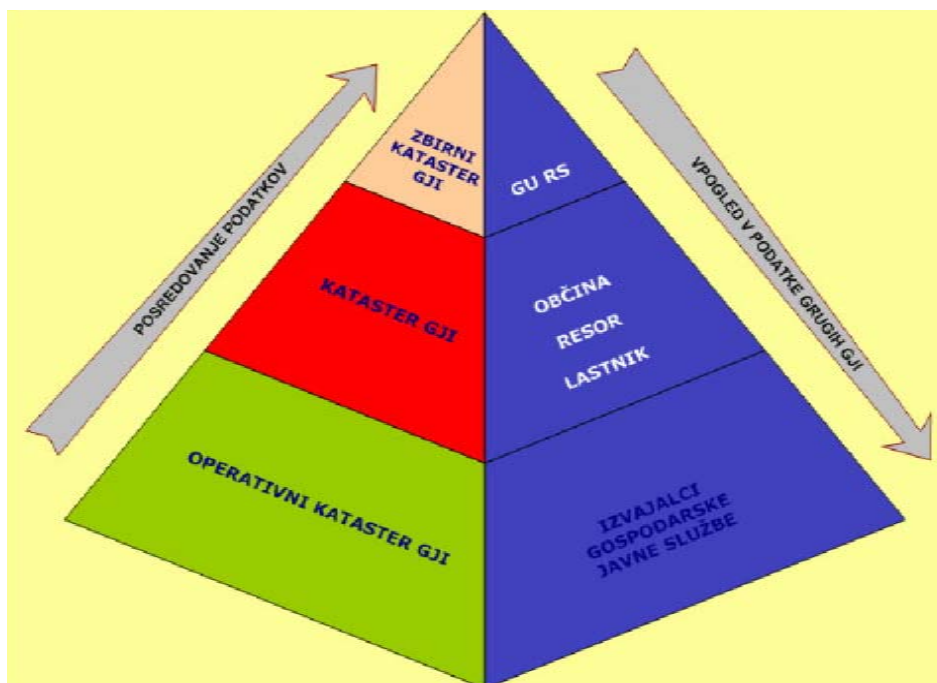 POSREDOVANJE PODATKOV
ZBIRNI
KATASTER
GJI
GU RS
VPOGLED V PODATKE GRUGIH GJI
KATASTER GJI
OBČINA
RESOR
LASTNIK
OPERATIVNI KATASTER GJI
IZVAJALCI
GOSPODARSKE
JAVNE SLUŽBE